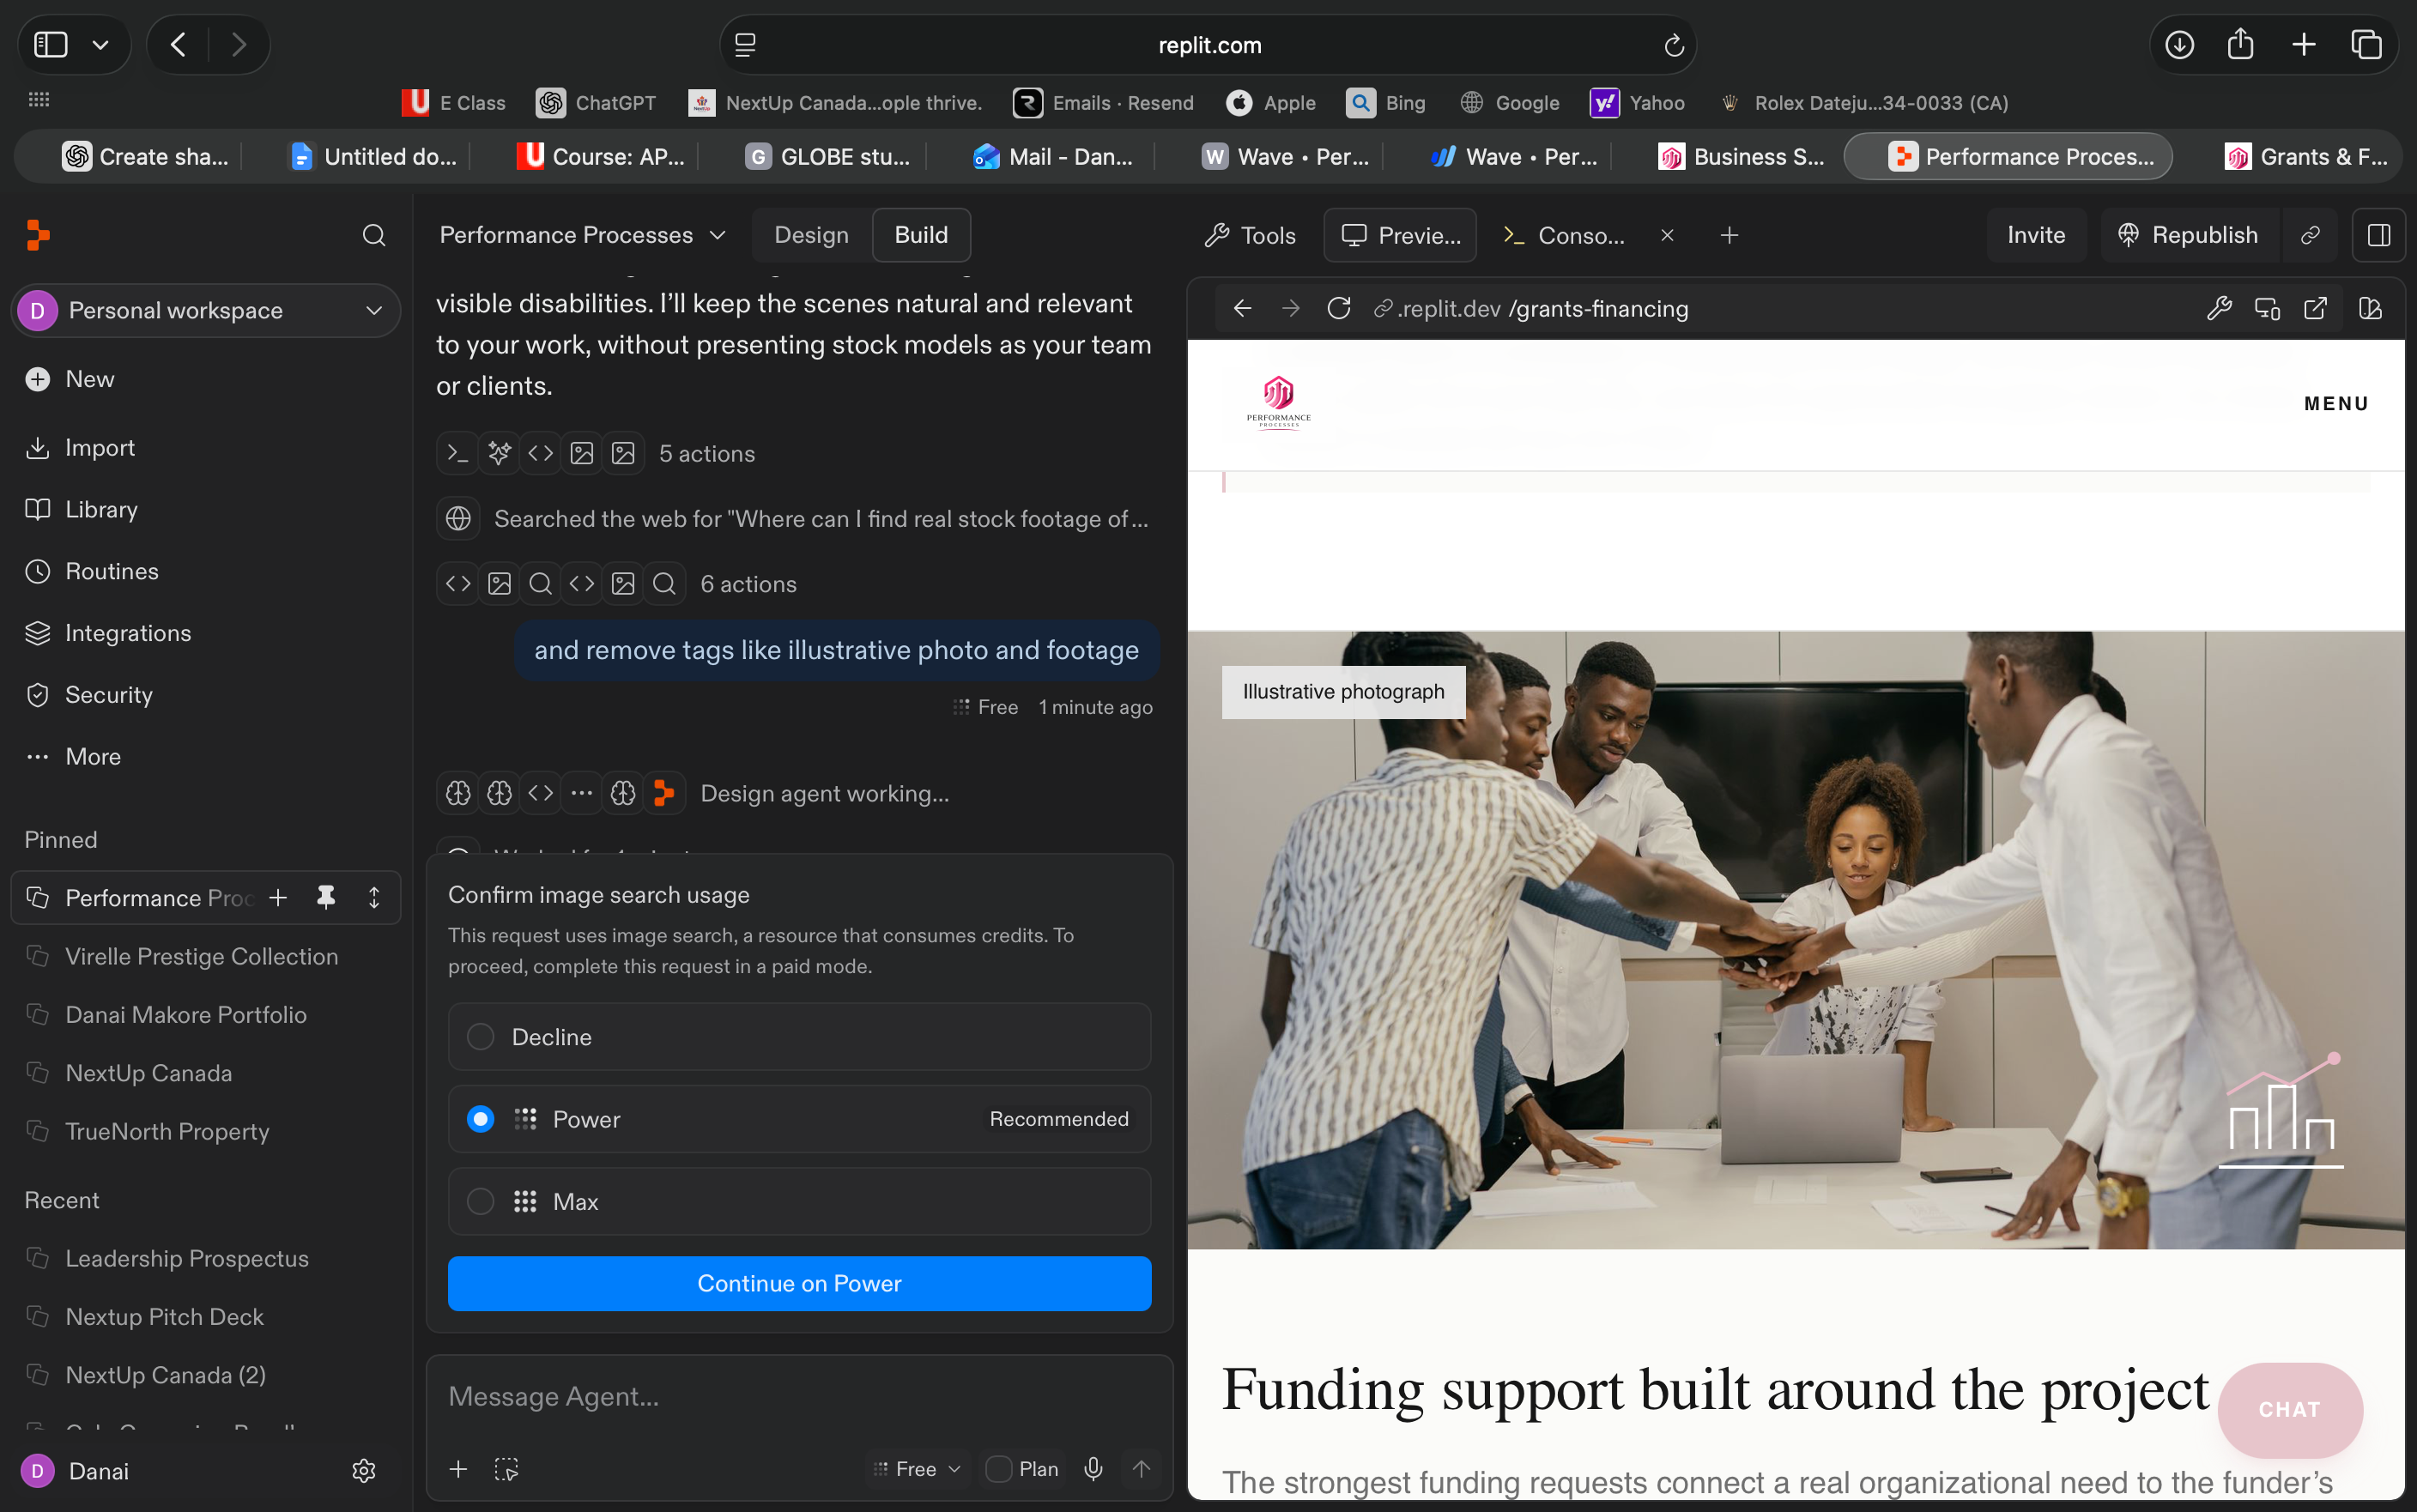 replit.com
E Class
ChatGPT
NextUp Canada...ople thrive.
Emails · Resend
Apple
Bing
Google
Yahoo
Rolex Dateju...34-0033 (CA)
Create sha...
Untitled do...
Course: AP...
GLOBE stu...
Mail - Dan...
Wave • Per...
Wave • Per...
Business S...
Performance Proces...
Grants & F...
Personal workspace
New
Import
Library
Routines
Integrations
Security
More
Pinned
Performance Proc
Virelle Prestige Collection
Danai Makore Portfolio
NextUp Canada
TrueNorth Property
Recent
Leadership Prospectus
Nextup Pitch Deck
NextUp Canada (2)
D Danai
Performance Processes
Design
Build
visible disabilities. I’ll keep the scenes natural and relevant
to your work, without presenting stock models as your team
or clients.
5 actions
Searched the web for "Where can I find real stock footage of...
6 actions
and remove tags like illustrative photo and footage
Free 1 minute ago
Design agent working...
Confirm image search usage
This request uses image search, a resource that consumes credits. To
proceed, complete this request in a paid mode.
Decline
Power
Recommended
Max
Continue on Power
Message Agent...
Free
Plan
Tools
Previe...
Conso...
Invite
Republish
.replit.dev /grants-financing
PERFORMANCE
PROCESSES
MENU
Illustrative photograph
Funding support built around the project
CHAT
The strongest funding requests connect a real organizational need to the funder’s